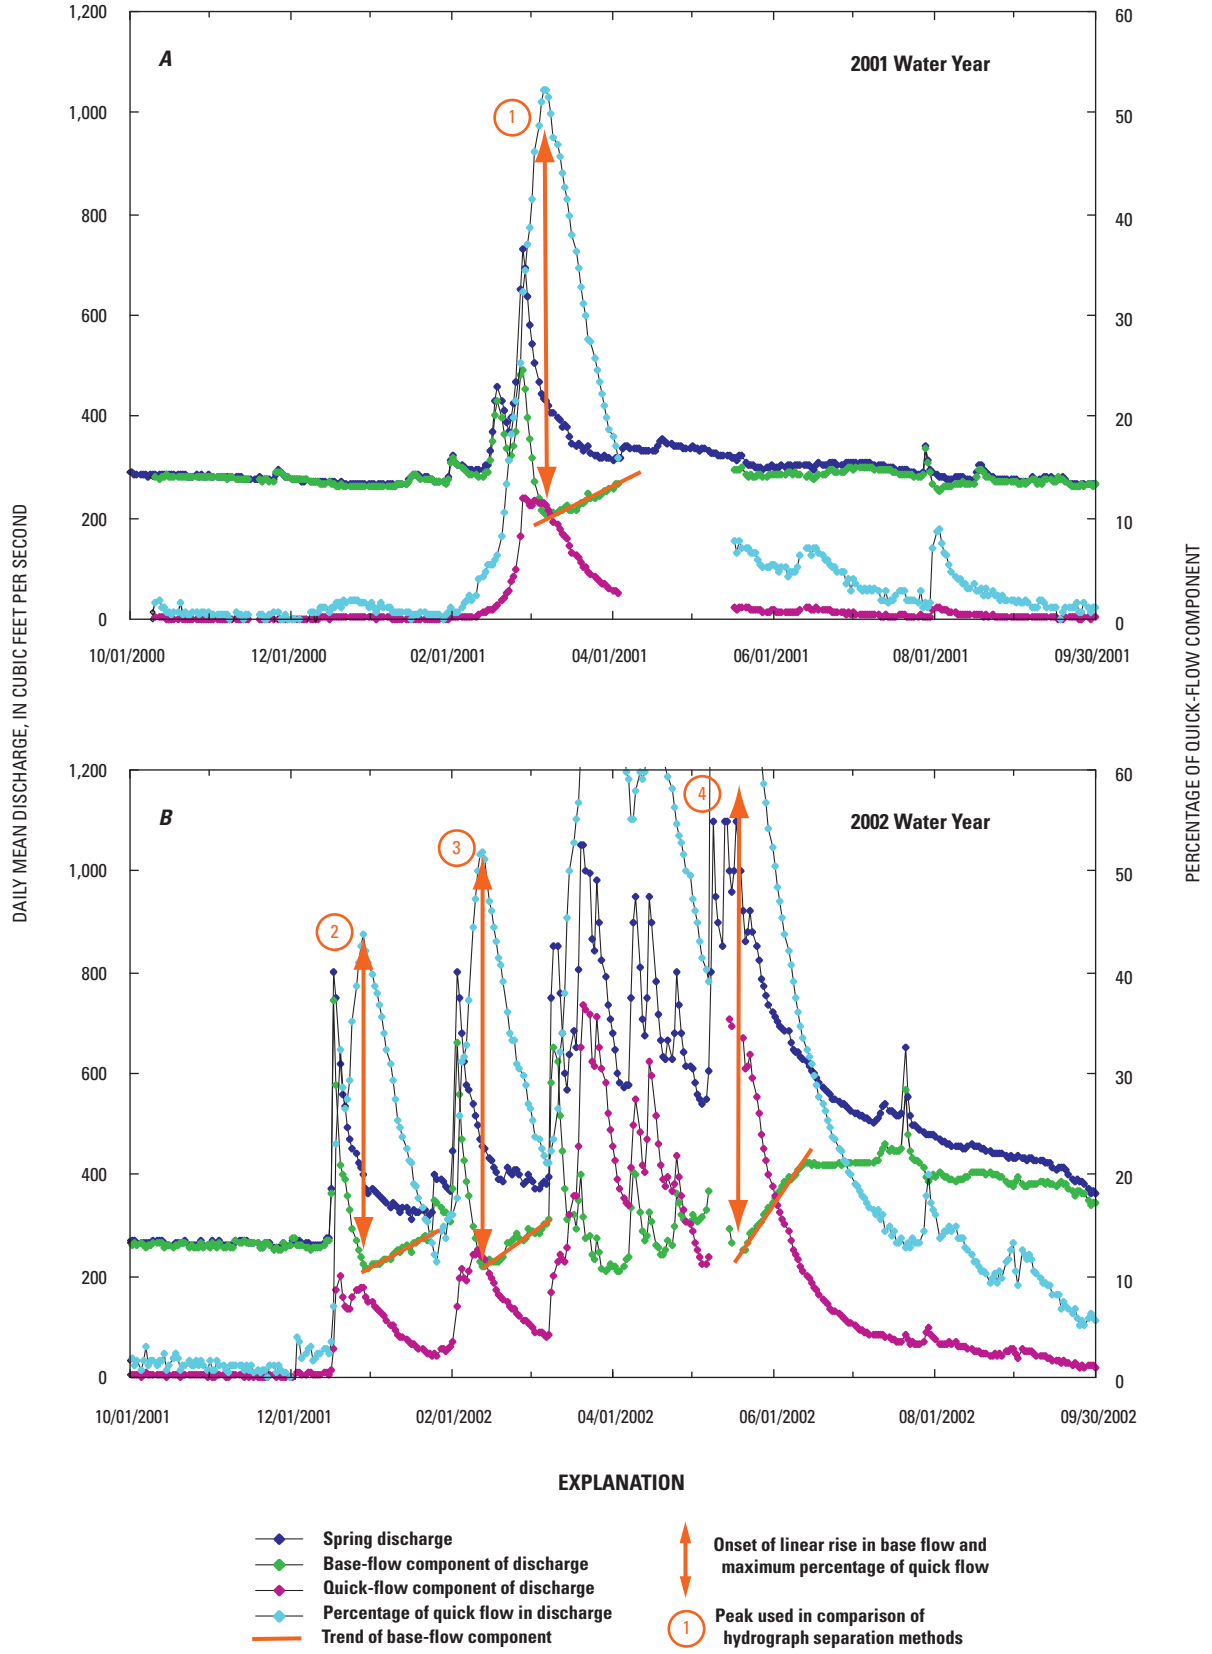 1,200
60
A
2001 Water Year
1
1,000
50
800
40
600
30
400
20
200
10
0
0
10/01/2000
12/01/2000
02/01/2001
04/01/2001
06/01/2001
08/01/2001
09/30/2001
DAILY MEAN DISCHARGE, IN CUBIC FEET PER SECOND
PERCENTAGE OF QUICK-FLOW COMPONENT
1,200
60
B
2002 Water Year
4
3
2
1,000
50
800
40
600
30
400
20
200
10
0
0
10/01/2001
12/01/2001
02/01/2002
04/01/2002
06/01/2002
08/01/2002
09/30/2002
EXPLANATION
Spring discharge
Base-flow component of discharge
Quick-flow component of discharge
Percentage of quick flow in discharge
Trend of base-flow component
Onset of linear rise in base flow and
maximum percentage of quick flow
1
Peak used in comparison of
hydrograph separation methods